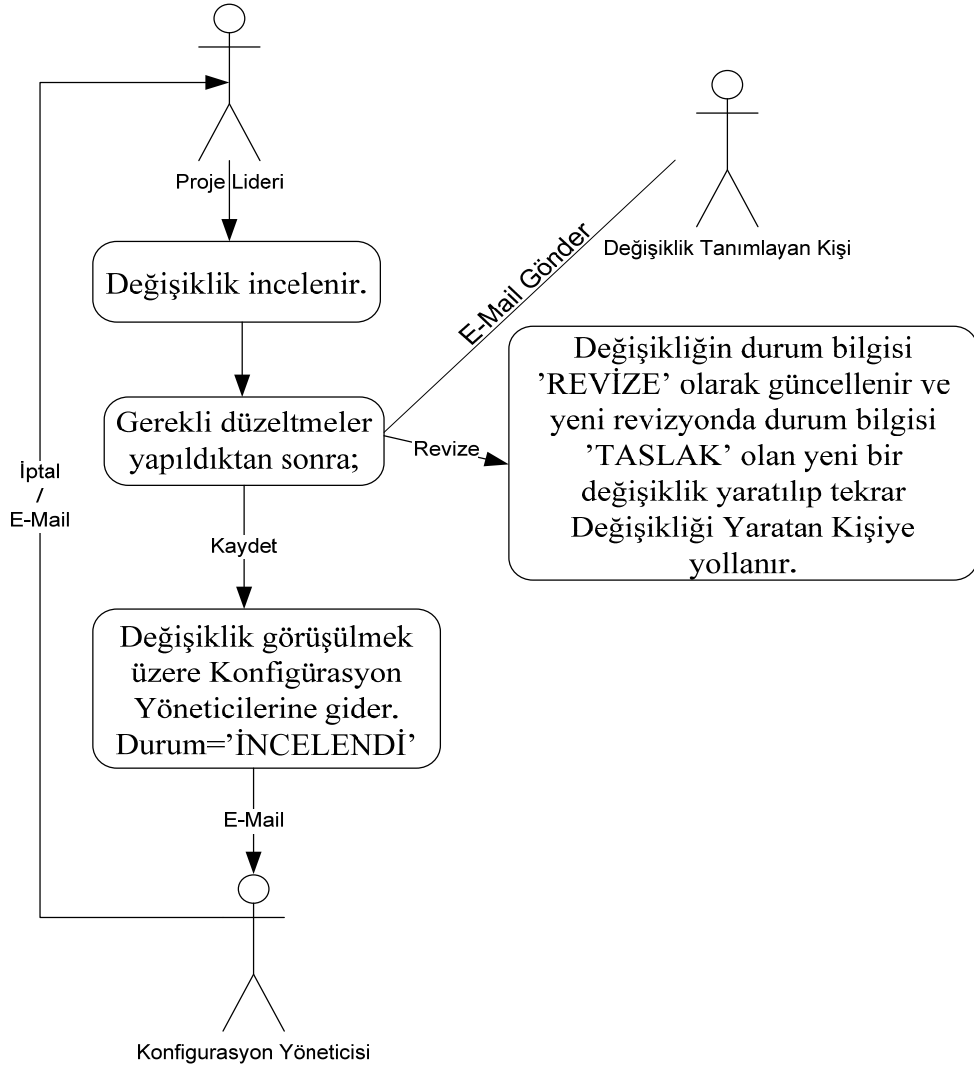 Proje Lideri
Değişiklik Tanımlayan Kişi
Değişiklik incelenir.
E-Mail Gönder
Gerekli düzeltmeler
yapıldıktan sonra;
Revize
Değişikliğin durum bilgisi
’REVİZE’ olarak güncellenir ve
yeni revizyonda durum bilgisi
’TASLAK’ olan yeni bir
değişiklik yaratılıp tekrar
Değişikliği Yaratan Kişiye
yollanır.
İptal
/
E-Mail
Kaydet
Değişiklik görüşülmek
üzere Konfigürasyon
Yöneticilerine gider.
Durum=’İNCELENDİ’
E-Mail
Konfigurasyon Yöneticisi